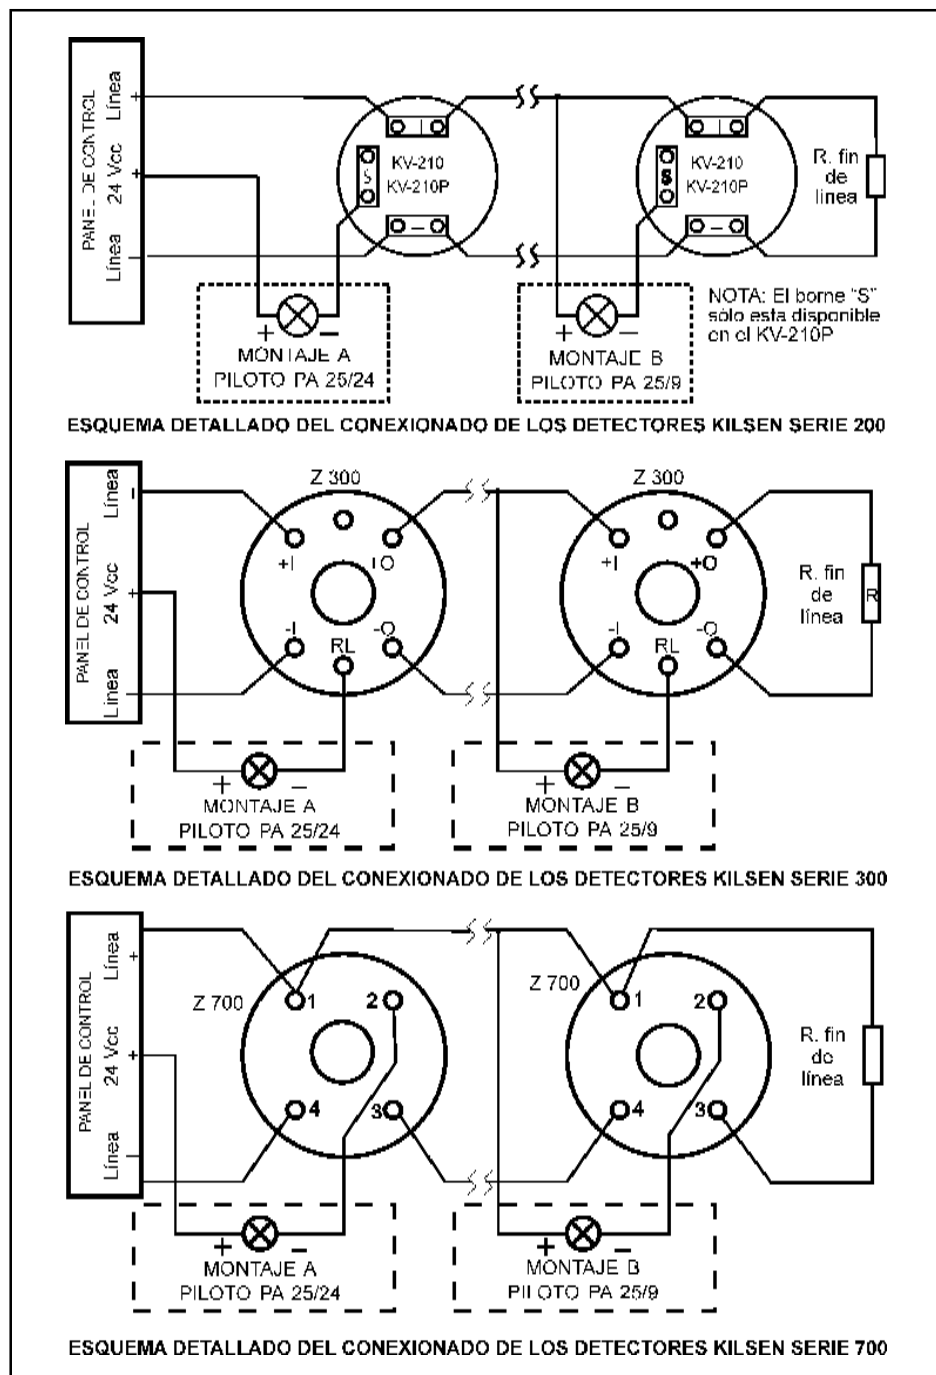 PANEL DE CONTROL
Línea +
24 Vcc +
Línea –
KV-210
KV-210P
S
–
KV-210
KV-210P
S
–
R. fin
de
línea
+ –
MONTAJE A
PILOTO PA 25/24
+ –
MONTAJE B
PILOTO PA 25/9
NOTA: El borne "S"
sólo esta disponible
en el KV-210P
ESQUEMA DETALLADO DEL CONEXIONADO DE LOS DETECTORES KILSEN SERIE 200
PANEL DE CONTROL
Línea
24 Vcc +
Línea –
Z 300
+I
+O
-I
-O
RL
Z 300
+I
+O
-I
-O
RL
R. fin
de
línea
R
+ –
MONTAJE A
PILOTO PA 25/24
+ –
MONTAJE B
PILOTO PA 25/9
ESQUEMA DETALLADO DEL CONEXIONADO DE LOS DETECTORES KILSEN SERIE 300
PANEL DE CONTROL
Línea +
24 Vcc +
Línea –
Z 700
1
2
4
3
Z 700
1
2
4
3
R. fin
de
línea
+ –
MONTAJE A
PILOTO PA 25/24
+ –
MONTAJE B
PILOTO PA 25/9
ESQUEMA DETALLADO DEL CONEXIONADO DE LOS DETECTORES KILSEN SERIE 700